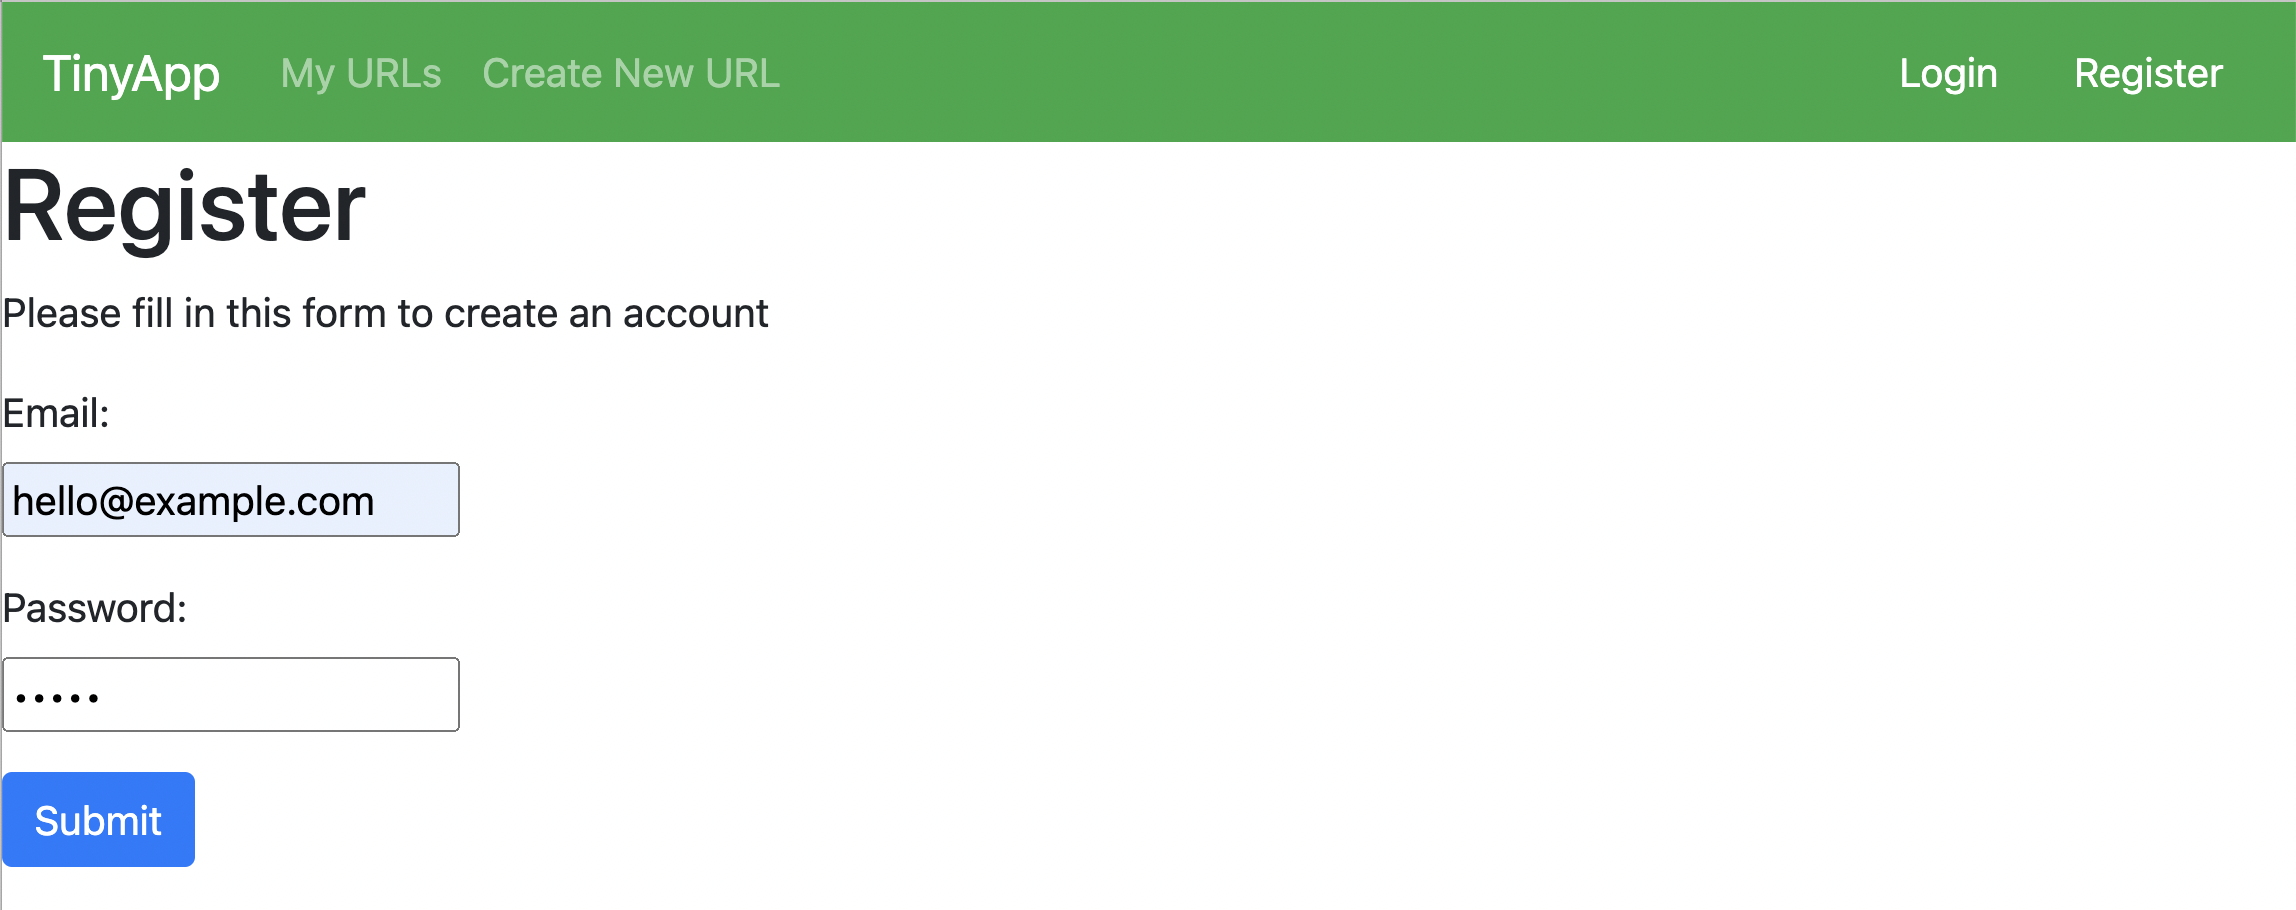 TinyApp My URLs Create New URL Login Register
Register
Please fill in this form to create an account
Email:
hello@example.com
Password:
•••••
Submit